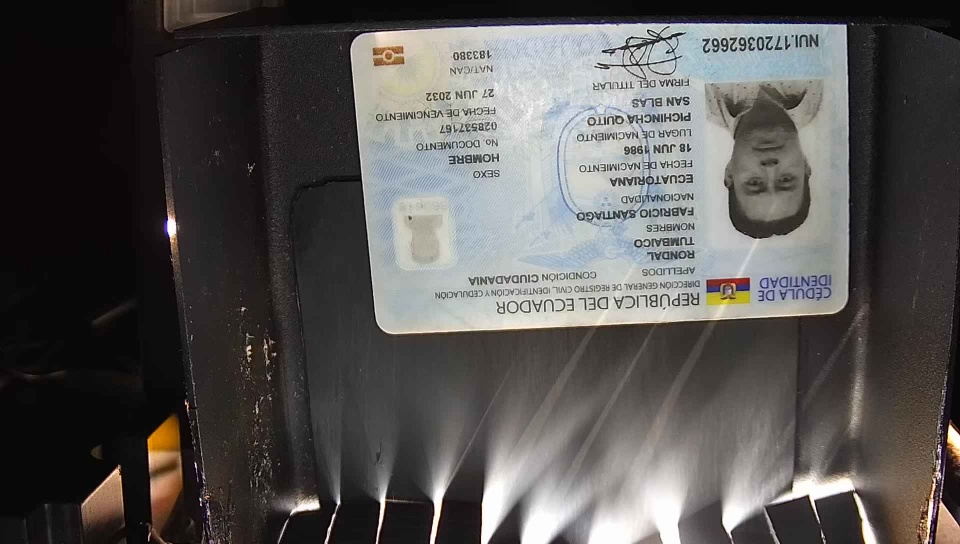 CÉDULA DE
IDENTIDAD
REPÚBLICA DEL ECUADOR
DIRECCIÓN GENERAL DE REGISTRO CIVIL, IDENTIFICACIÓN Y CEDULACIÓN
APELLIDOS
RONDAL
TUMBAICO
NOMBRES
FABRICIO SANTIAGO
NACIONALIDAD
ECUATORIANA
FECHA DE NACIMIENTO
18 JUN 1986
LUGAR DE NACIMIENTO
PICHINCHA QUITO
SAN BLAS
FIRMA DEL TITULAR
CONDICIÓN CIUDADANÍA
SEXO
HOMBRE
No. DOCUMENTO
028537167
FECHA DE VENCIMIENTO
27 JUN 2032
NAT/CAN
183380
NUI.1720362662